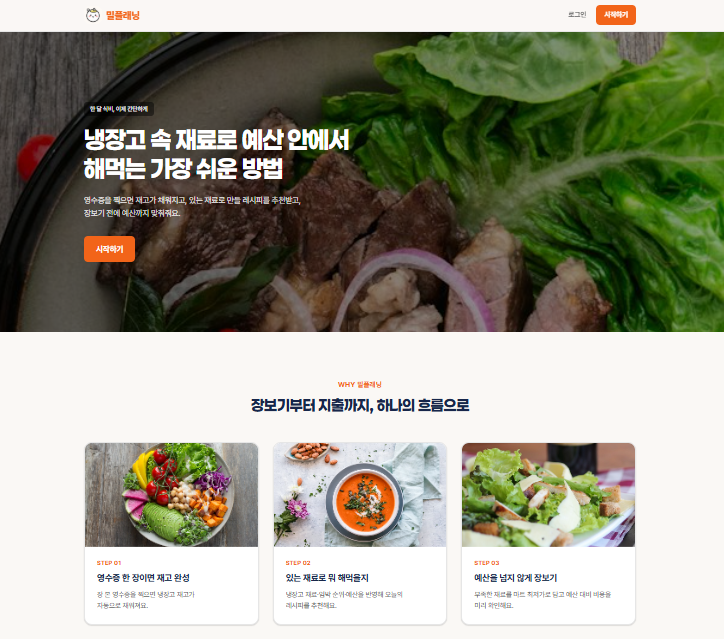 밀플래닝
로그인
시작하기
한 달 식비, 이제 간단하게
냉장고 속 재료로 예산 안에서
해먹는 가장 쉬운 방법
영수증을 찍으면 재고가 채워지고, 있는 재료로 만들 레시피를 추천받고,
장보기 전에 예산까지 맞춰줘요.
시작하기
WHY 밀플래닝
장보기부터 지출까지, 하나의 흐름으로
STEP 01
영수증 한 장이면 재고 완성
장 본 영수증을 찍으면 냉장고 재고가
자동으로 채워져요.
STEP 02
있는 재료로 뭐 해먹을지
냉장고 재료·임박 순위·예산을 반영해 오늘의
레시피를 추천해요.
STEP 03
예산을 넘지 않게 장보기
부족한 재료를 마트 최저가로 담고 예산 대비 비용을
미리 확인해요.